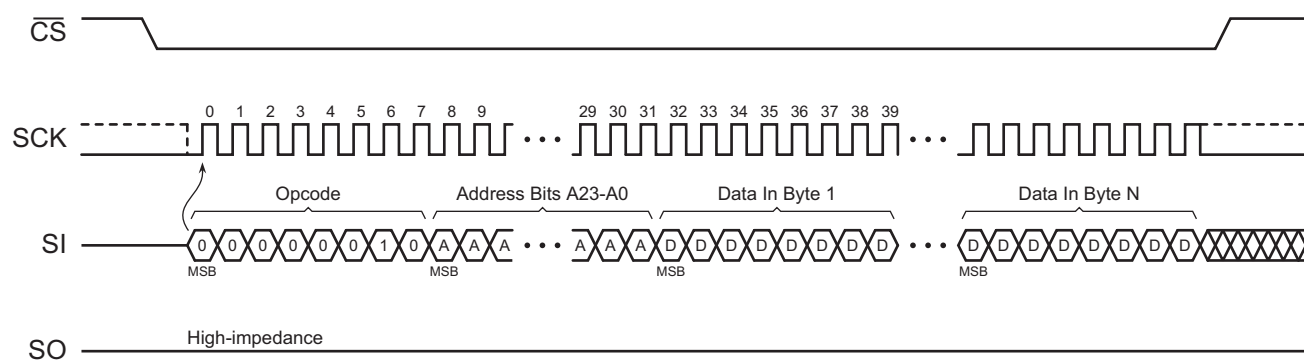 CS
0 1 2 3 4 5 6 7 8 9 29 30 31 32 33 34 35 36 37 38 39
SCK • • • • • •
Opcode Address Bits A23-A0 Data In Byte 1 Data In Byte N
SI 0 0 0 0 0 0 1 0 A A A • • • A A A D D D D D D D D • • • D D D D D D D D
MSB MSB MSB MSB
High-impedance
SO